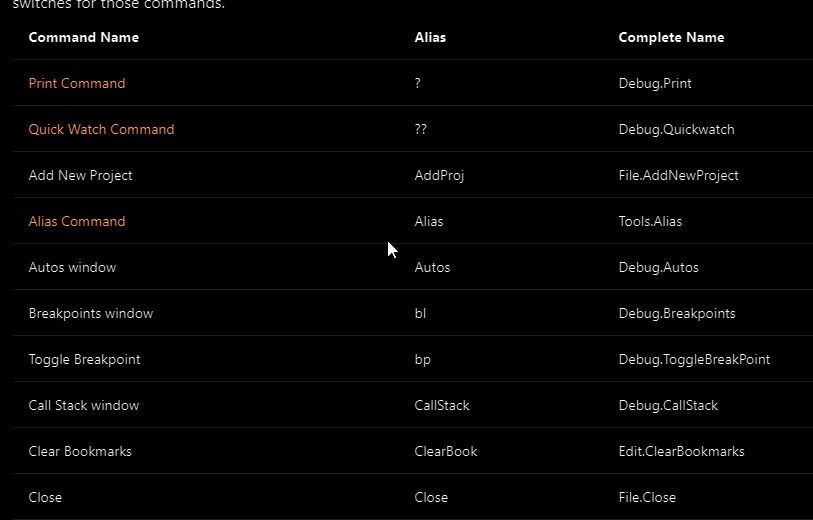 switches for those commands.
Command Name Alias Complete Name
Print Command ? Debug.Print
Quick Watch Command ?? Debug.Quickwatch
Add New Project AddProj File.AddNewProject
Alias Command Alias Tools.Alias
Autos window Autos Debug.Autos
Breakpoints window bl Debug.Breakpoints
Toggle Breakpoint bp Debug.ToggleBreakPoint
Call Stack window CallStack Debug.CallStack
Clear Bookmarks ClearBook Edit.ClearBookmarks
Close Close File.Close